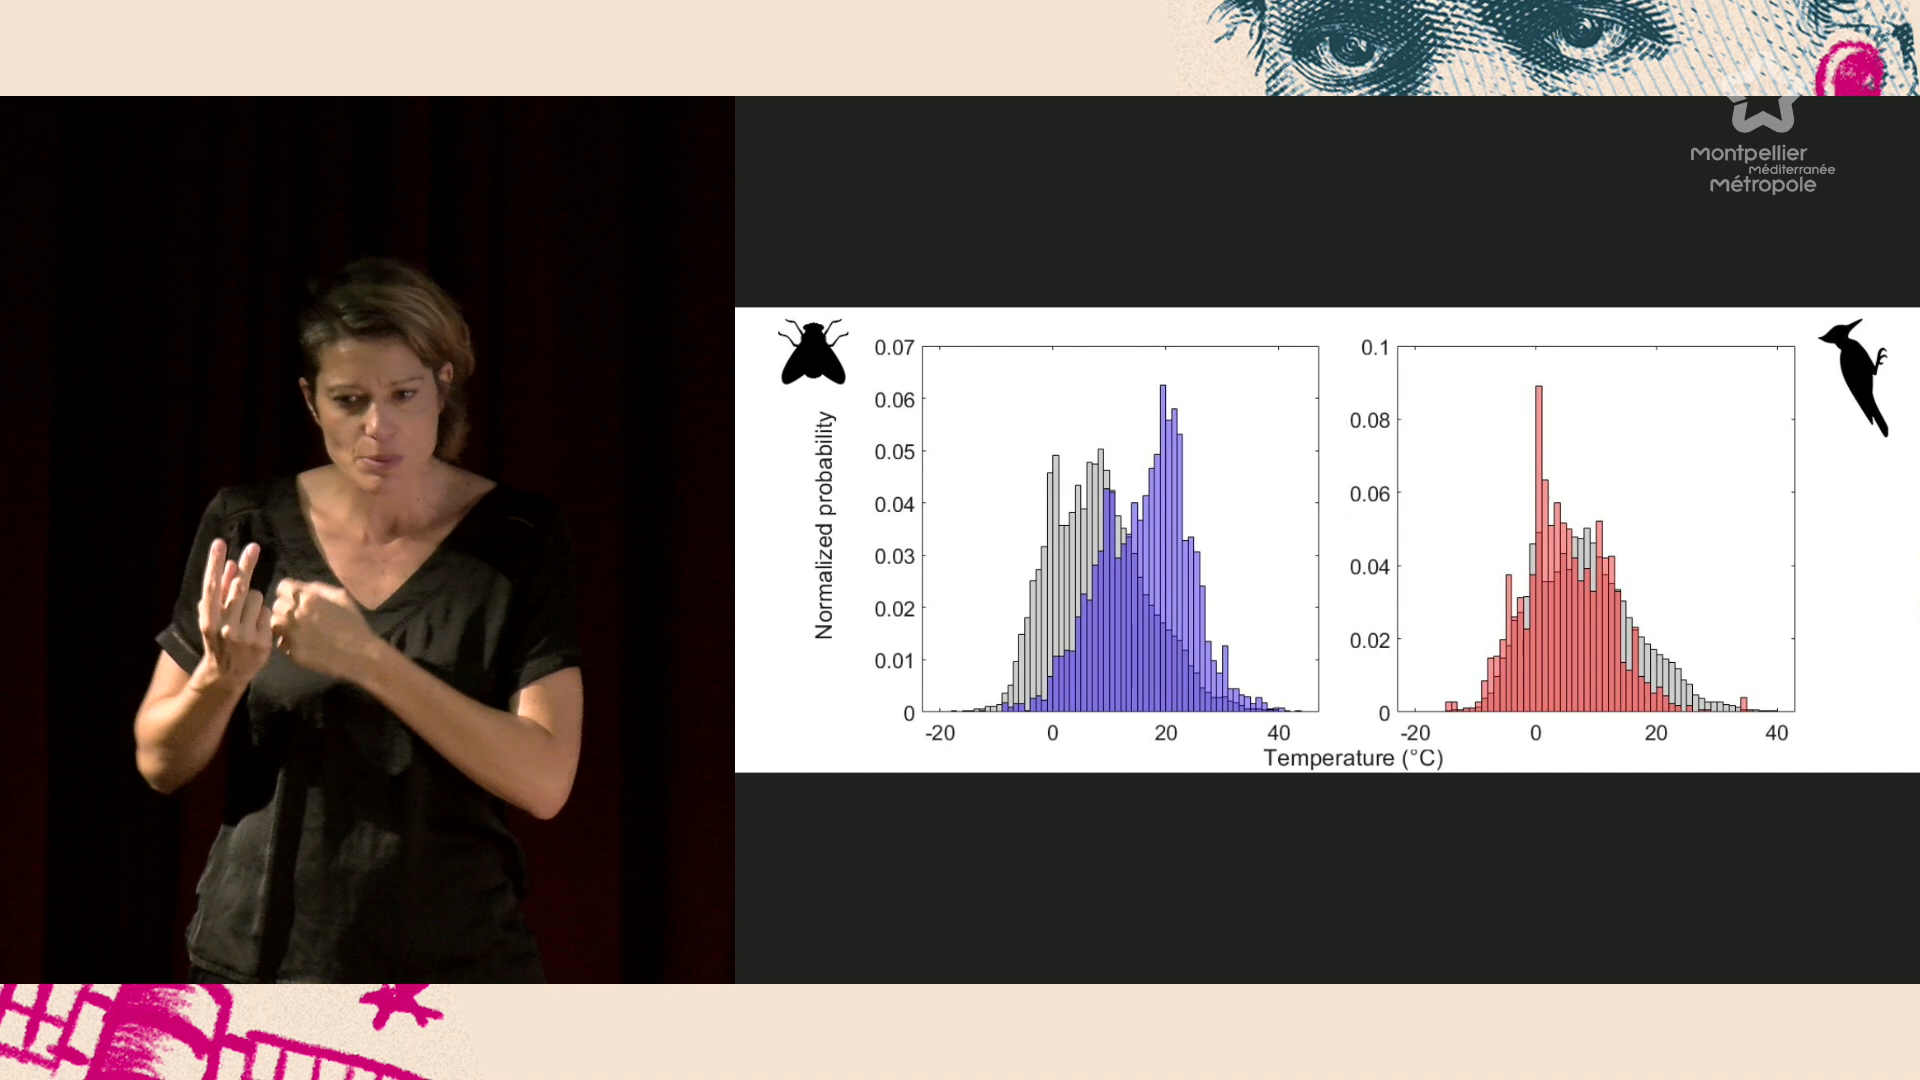 montpellier
méditerranée
métropole
0.07
0.06
0.05
0.04
0.03
0.02
0.01
0
Normalized probability
-20 0 20 40
0.1
0.08
0.06
0.04
0.02
0
-20 0 20 40
Temperature (°C)